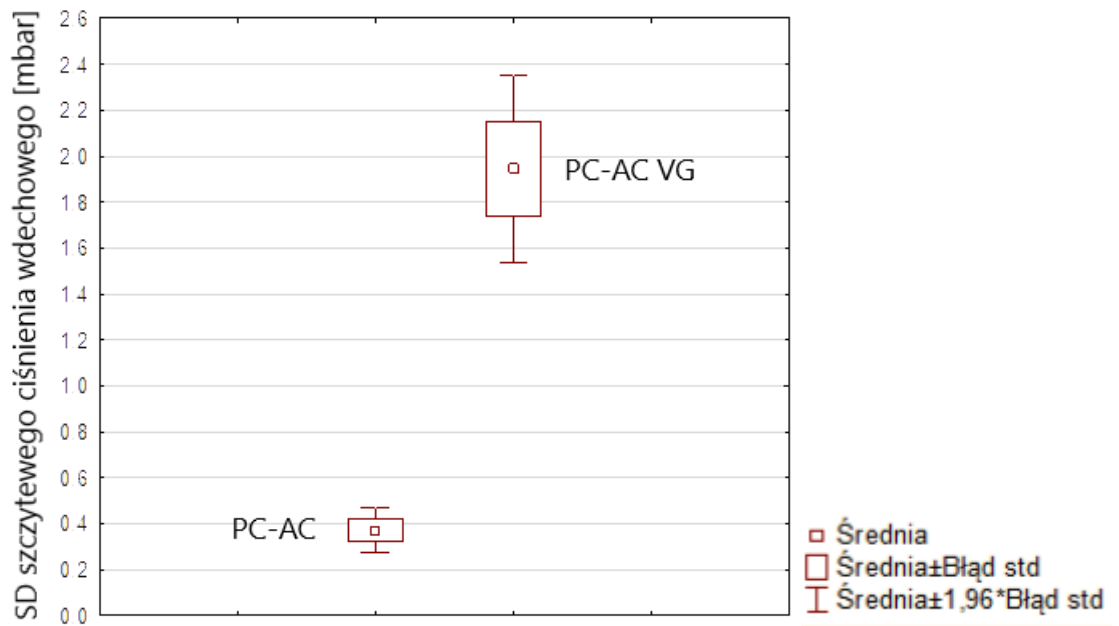 SD szczytewego ciśnienia wdechowego [mbar]
2.6
2.4
2.2
2.0
1.8
1.6
1.4
1.2
1.0
0.8
0.6
0.4
0.2
0.0
PC-AC VG
PC-AC
Średnia
Średnia±Błąd std
Średnia±1,96*Błąd std